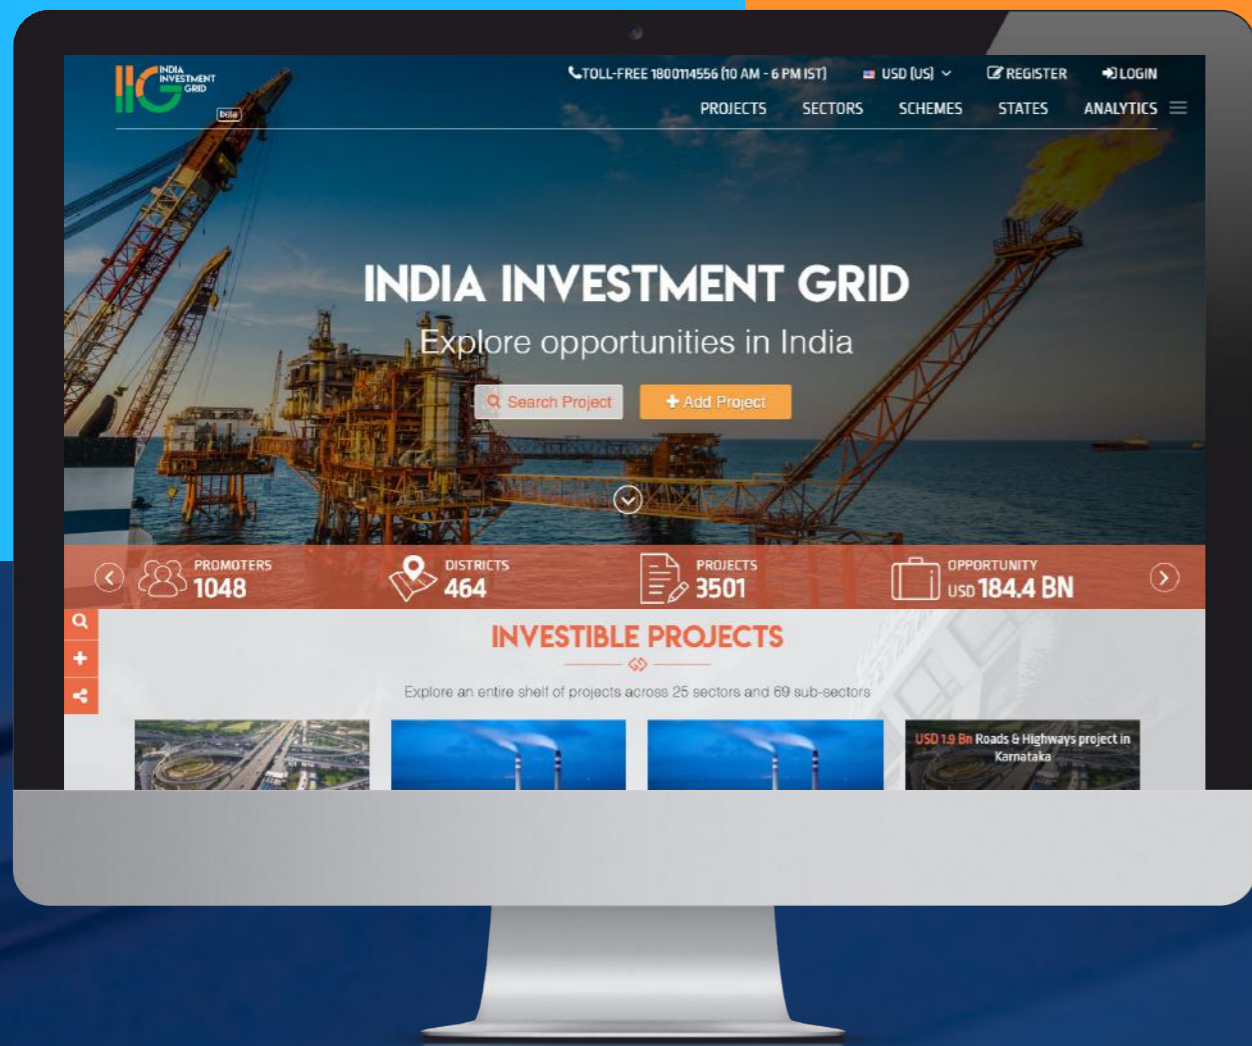 INDIA
INVESTMENT
GRID
beta
TOLL-FREE 1800114556 (10 AM - 6 PM IST)
USD (US)
REGISTER
LOGIN
PROJECTS
SECTORS
SCHEMES
STATES
ANALYTICS
INDIA INVESTMENT GRID
Explore opportunities in India
Search Project
Add Project
PROMOTERS
1048
DISTRICTS
464
PROJECTS
3501
OPPORTUNITY
USD 184.4 BN
INVESTIBLE PROJECTS
Explore an entire shelf of projects across 25 sectors and 69 sub-sectors
USD 1.9 Bn Roads & Highways project in
Karnataka